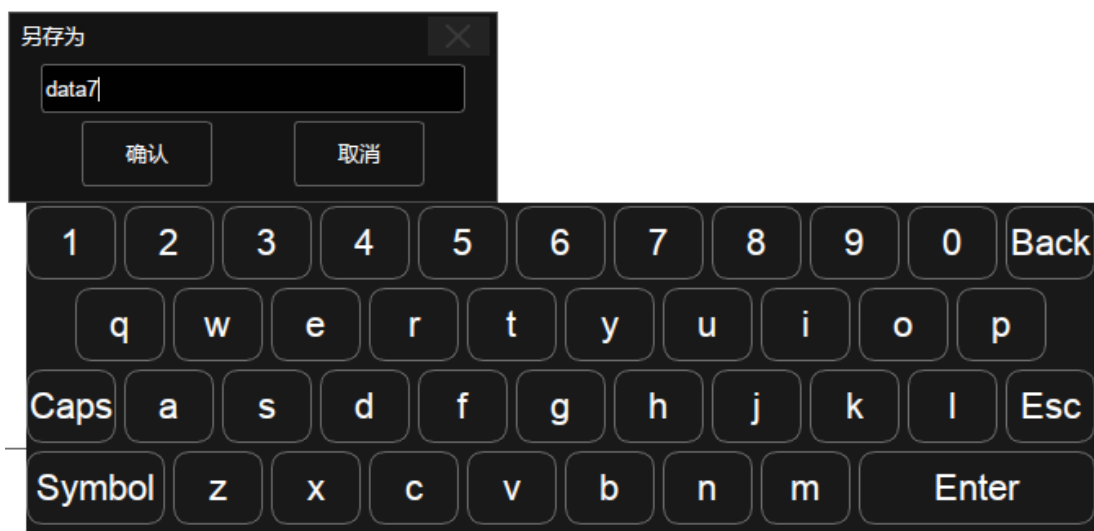 另存为
data7
确认 取消
1 2 3 4 5 6 7 8 9 0 Back
q w e r t y u i o p
Caps a s d f g h j k l Esc
Symbol z x c v b n m Enter